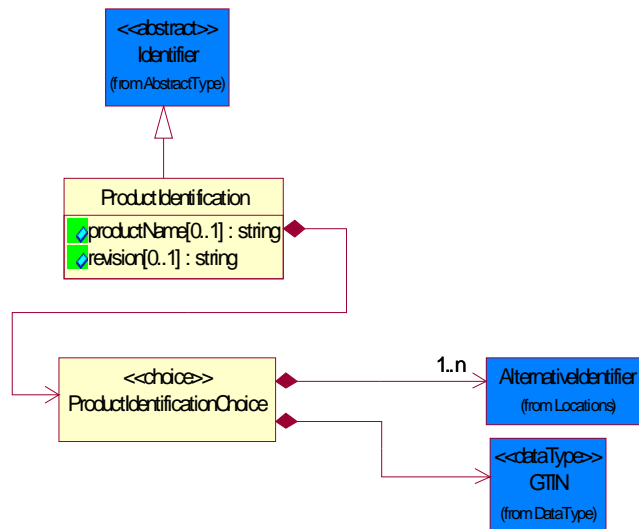 <<abstract>>
Identifier
(from AbstractType)
ProductIdentification
productName[0..1] : string
revision[0..1] : string
<<choice>>
ProductIdentificationChoice
1..n
AlternativeIdentifier
(from Locations)
<<dataType>>
GTIN
(from DataType)